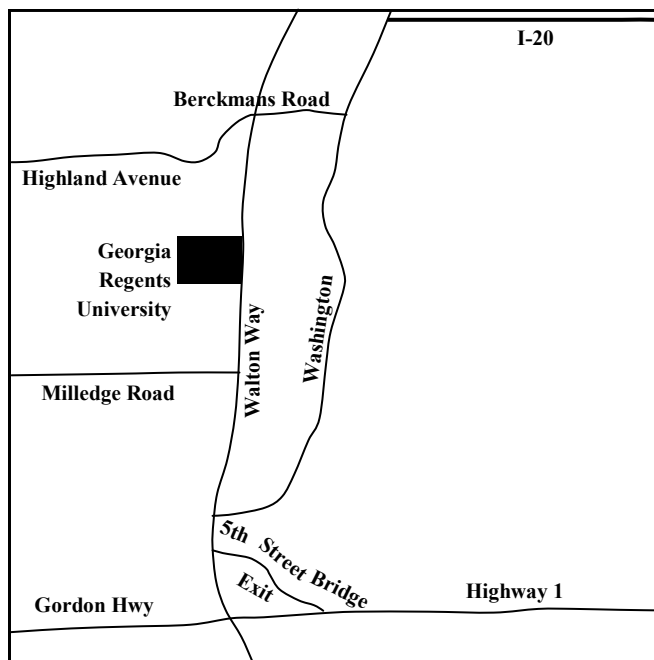 I-20
Berckmans Road
Highland Avenue
Georgia
Regents
University
Washington
Walton Way
Milledge Road
5th Street Bridge
Exit
Highway 1
Gordon Hwy